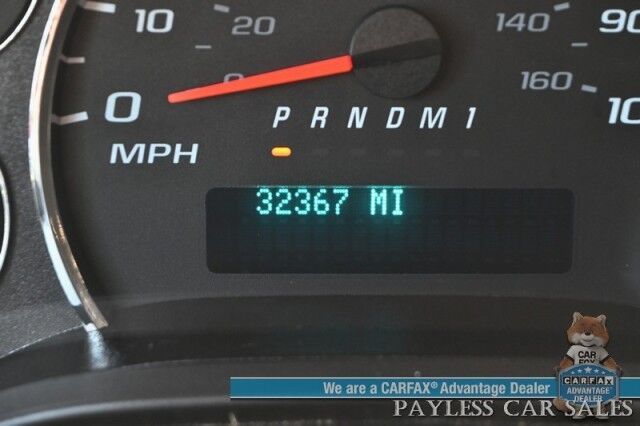 10 20 140 90
0 0 160 10
P R N D M 1
MPH
32367 MI
CAR
FOX
We are a CARFAX® Advantage Dealer
CARFAX
ADVANTAGE
DEALER
PAYLESS CAR SALES